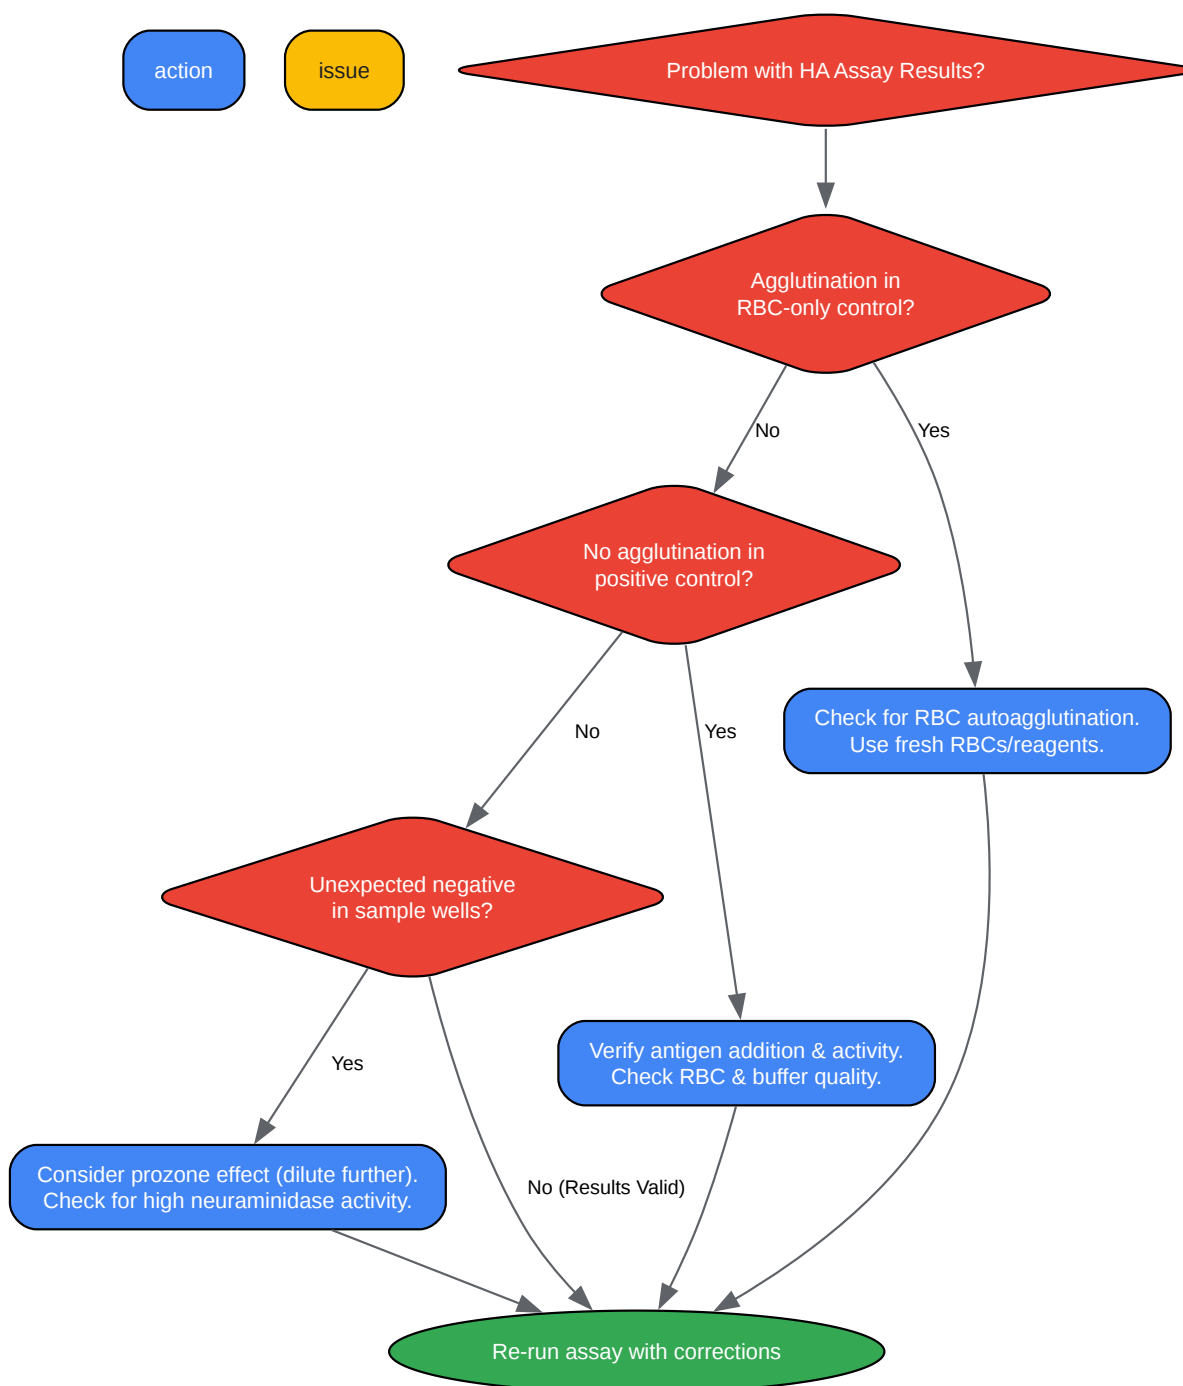 action
issue
Problem with HA Assay Results?
Agglutination in
RBC-only control?
No
Yes
No agglutination in
positive control?
No
Yes
Check for RBC autoagglutination.
Use fresh RBCs/reagents.
Unexpected negative
in sample wells?
Yes
Verify antigen addition & activity.
Check RBC & buffer quality.
Consider prozone effect (dilute further).
Check for high neuraminidase activity.
No (Results Valid)
Re-run assay with corrections